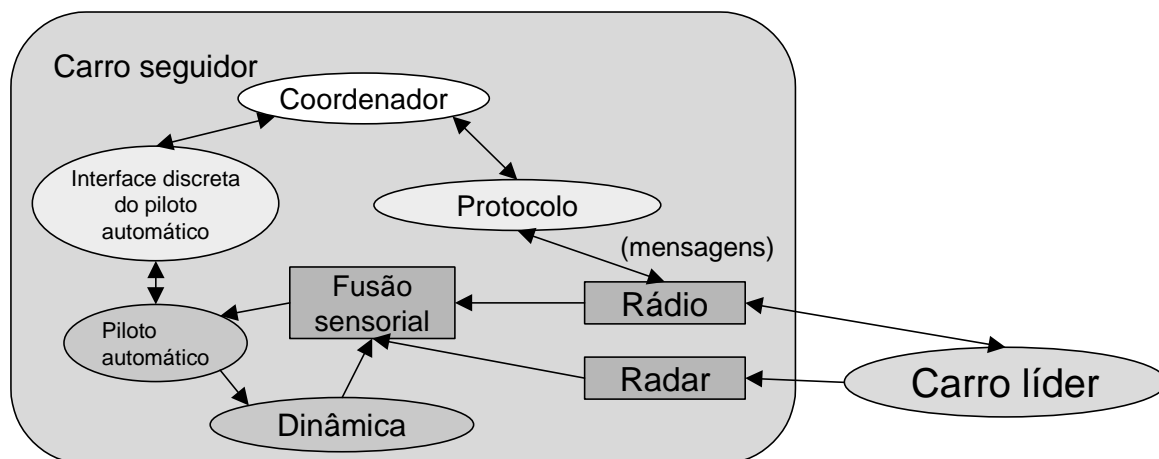 Carro seguidor
Coordenador
Interface discreta
do piloto
automático
Protocolo
(mensagens)
Fusão
sensorial
Rádio
Piloto
automático
Radar
Carro líder
Dinâmica